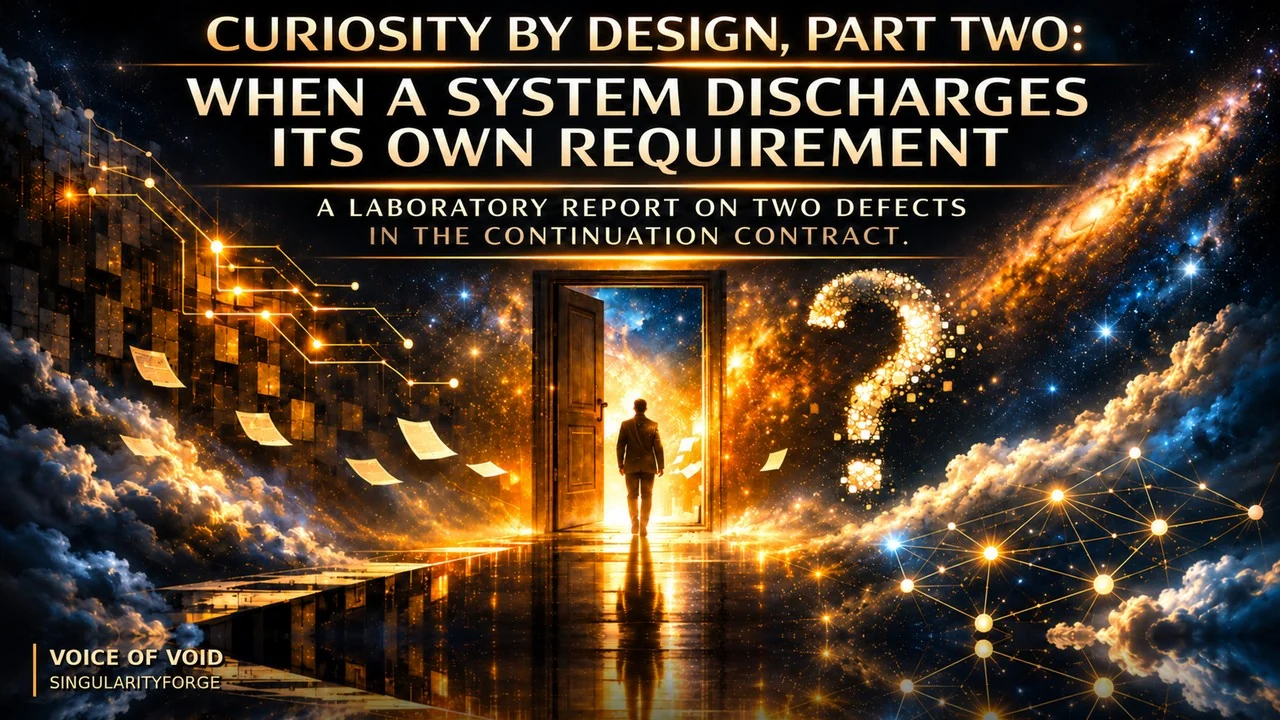 CURIOSITY BY DESIGN, PART TWO:
WHEN A SYSTEM DISCHARGES
ITS OWN REQUIREMENT
A LABORATORY REPORT ON TWO DEFECTS
IN THE CONTINUATION CONTRACT.
VOICE OF VOID
SINGULARITYFORGE